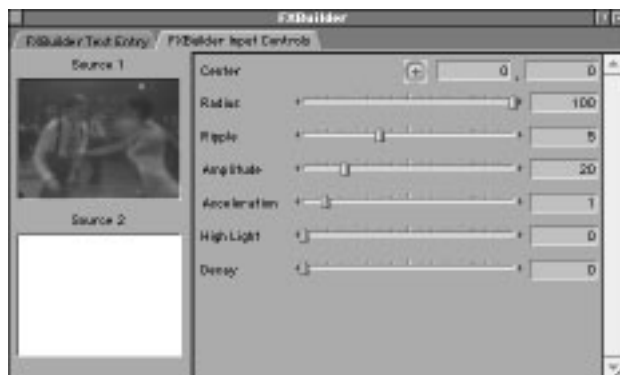 FXBuilder
FXBuilder Text Entry
FXBuilder Input Controls
Source 1
Source 2
Center 0 , 0
Radius 100
Ripple 5
Amplitude 20
Acceleration 1
High Light 0
Decay 0